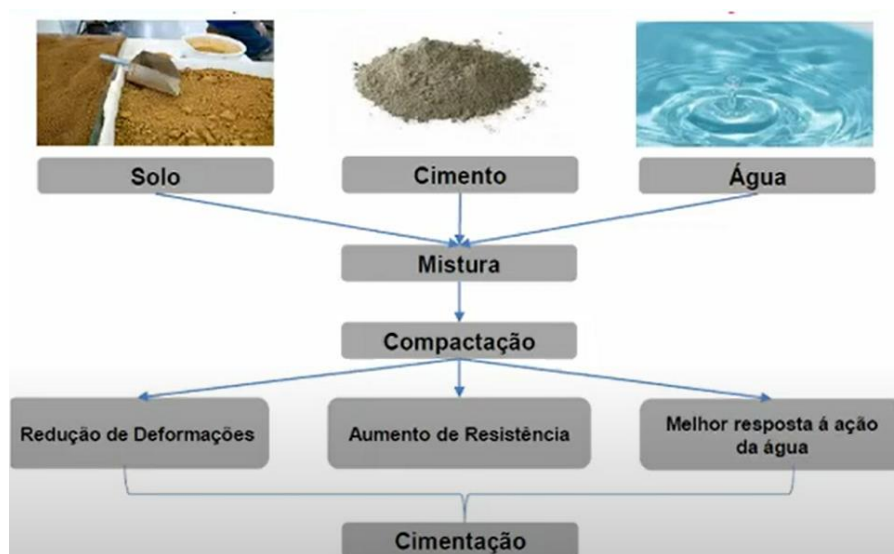 Solo
Cimento
Água
Mistura
Compactação
Redução de Deformações
Aumento de Resistência
Melhor resposta á ação
da água
Cimentação